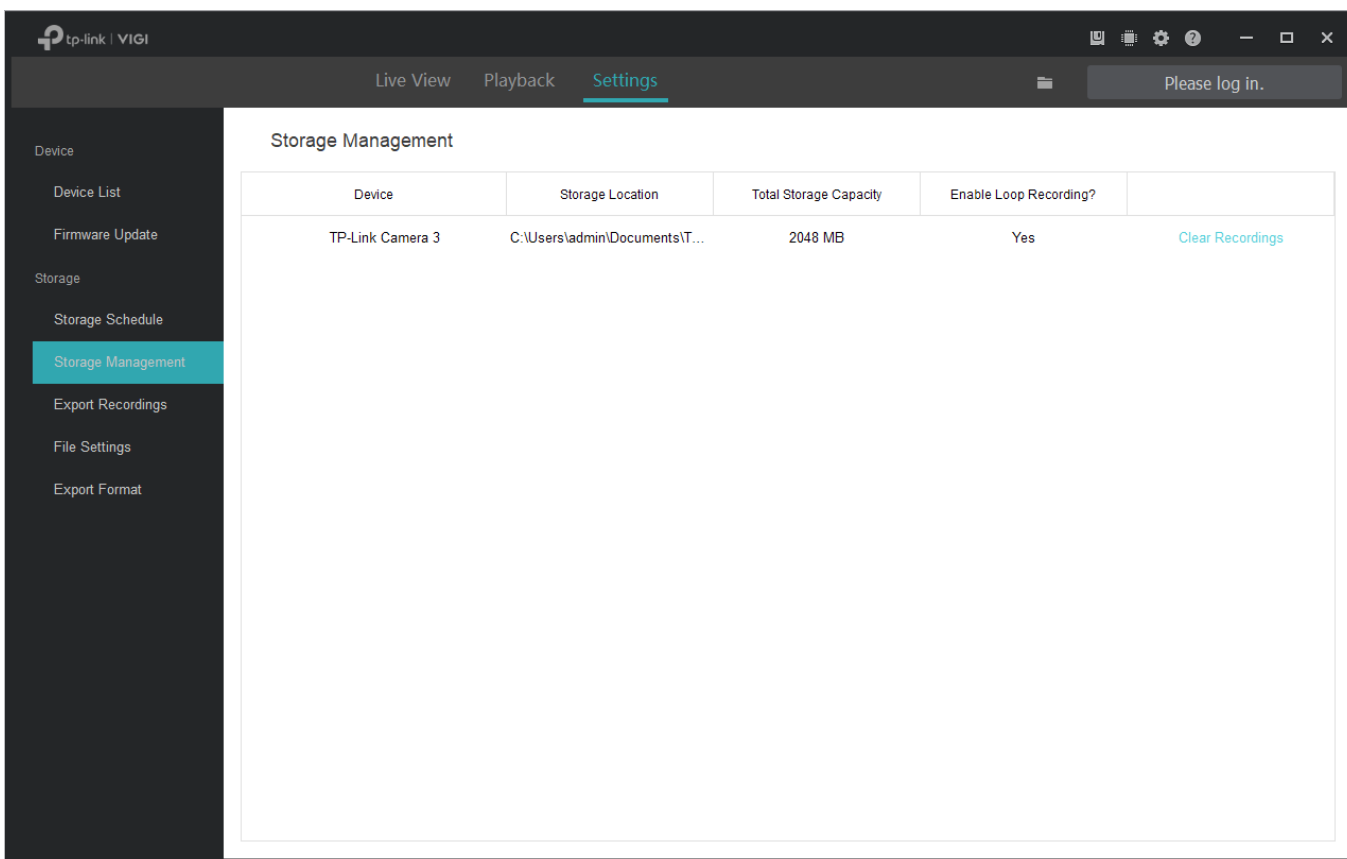 tp-link | VIGI
Live View Playback Settings Please log in.
Device
Device List
Firmware Update
Storage
Storage Schedule
Storage Management
Export Recordings
File Settings
Export Format
Storage Management
Device Storage Location Total Storage Capacity Enable Loop Recording?
TP-Link Camera 3 C:\Users\admin\Documents\T... 2048 MB Yes Clear Recordings